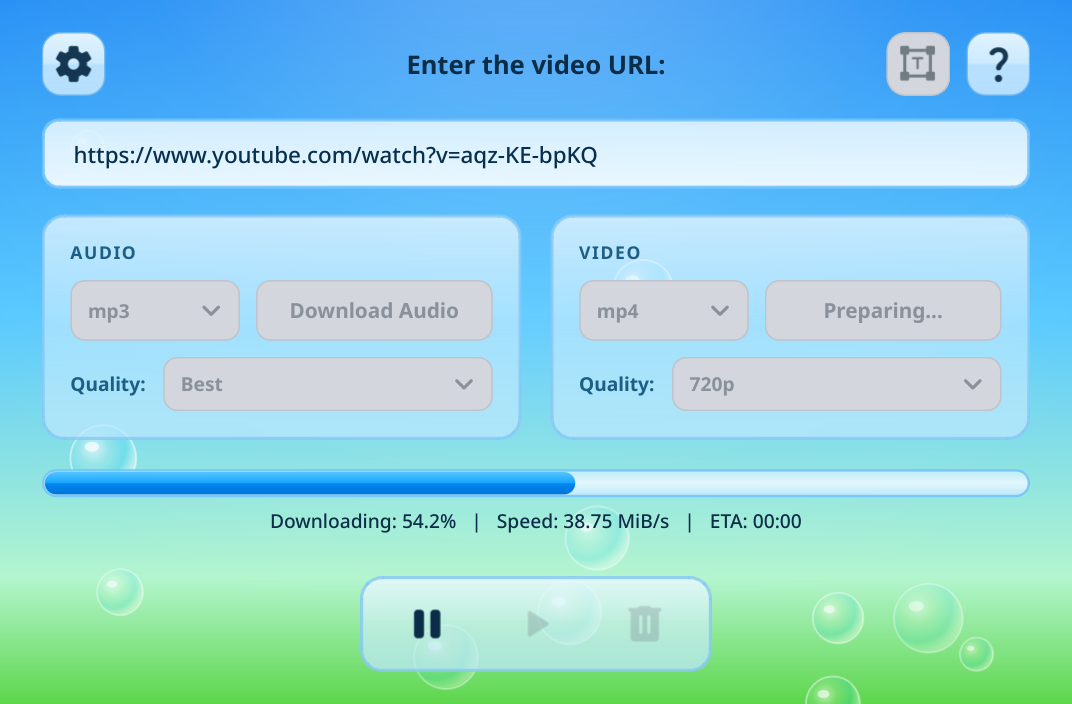 Enter the video URL:
T
?
https://www.youtube.com/watch?v=aqz-KE-bpKQ
AUDIO
mp3
Download Audio
Quality:
Best
VIDEO
mp4
Preparing...
Quality:
720p
Downloading: 54.2% | Speed: 38.75 MiB/s | ETA: 00:00